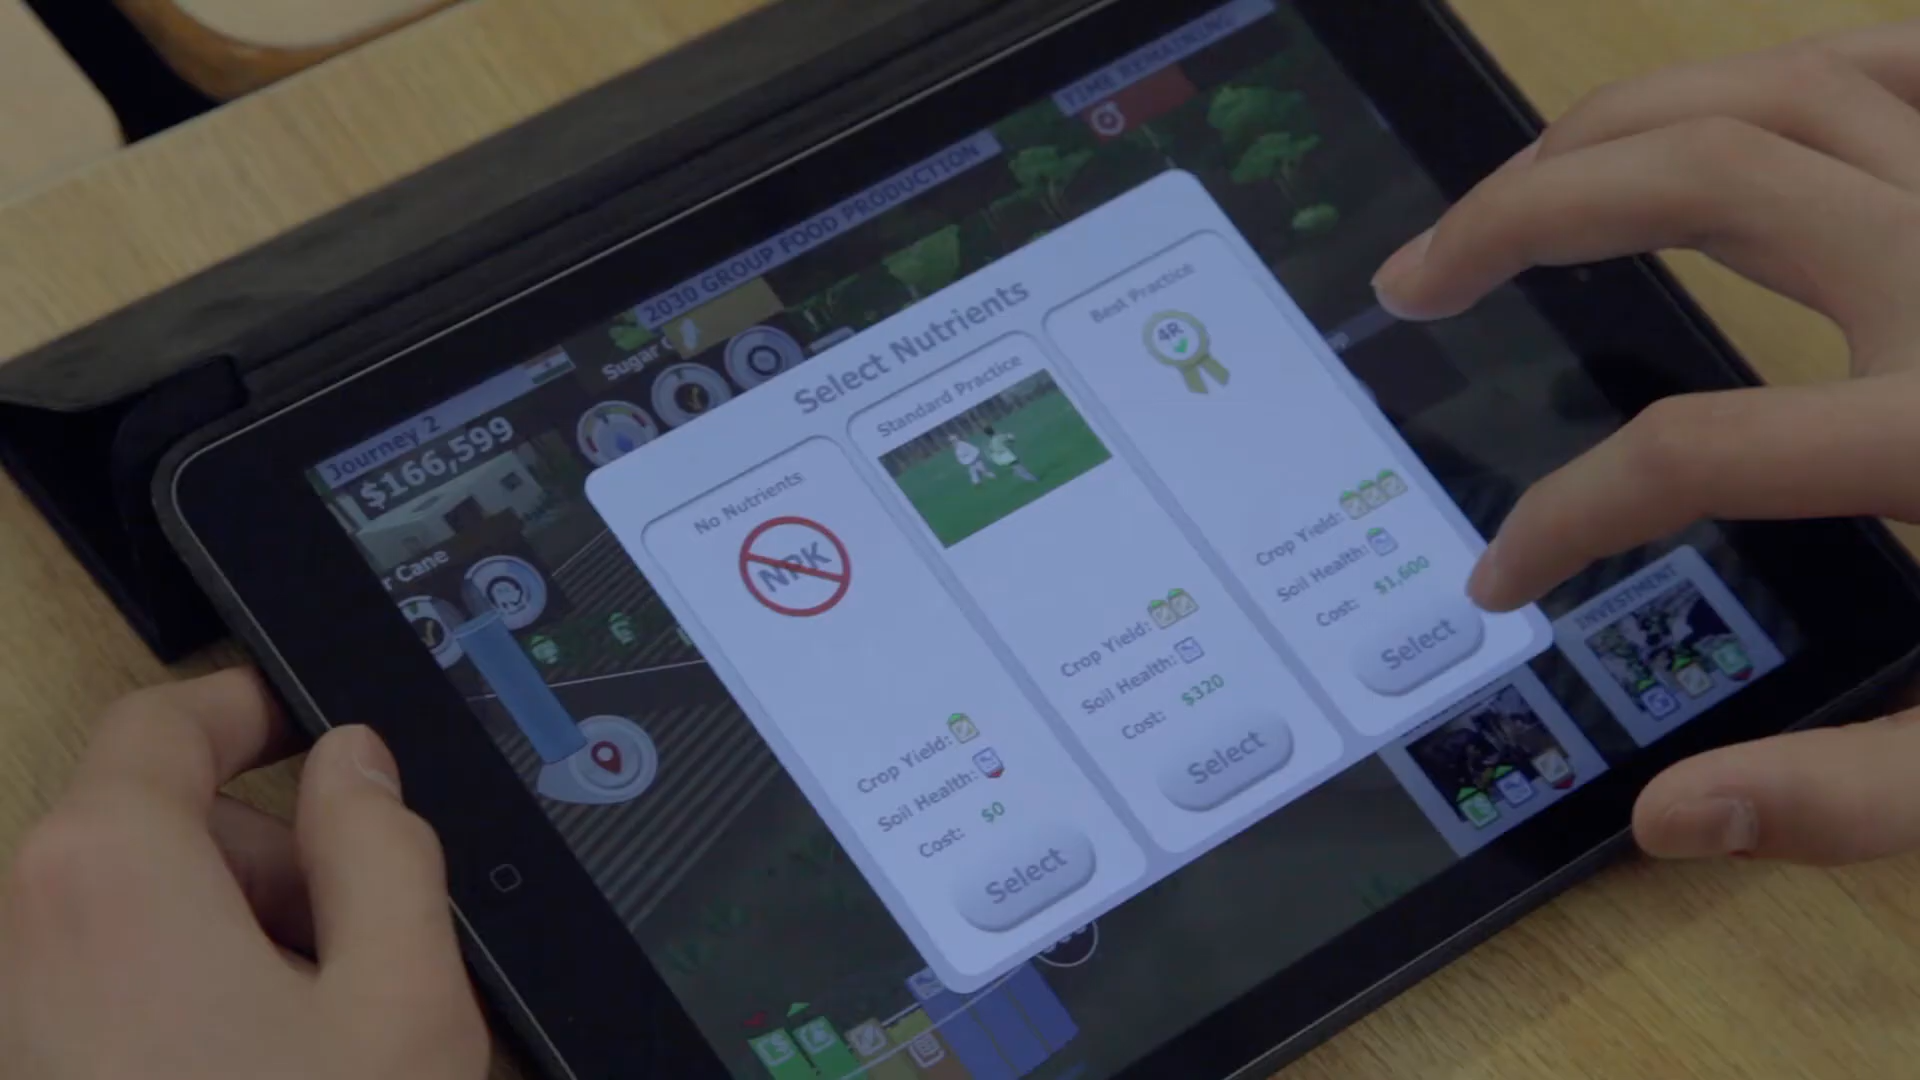 TIME REMAINING
2030 GROUP FOOD PRODUCTION
Journey 2
$166,599
Sugar
r Cane
Select Nutrients
No Nutrients
NPK
Crop Yield:
Soil Health:
Cost: $0
Select
Standard Practice
Crop Yield:
Soil Health:
Cost: $320
Select
Best Practice
4R
Crop Yield:
Soil Health:
Cost: $1,600
Select
INVESTMENT